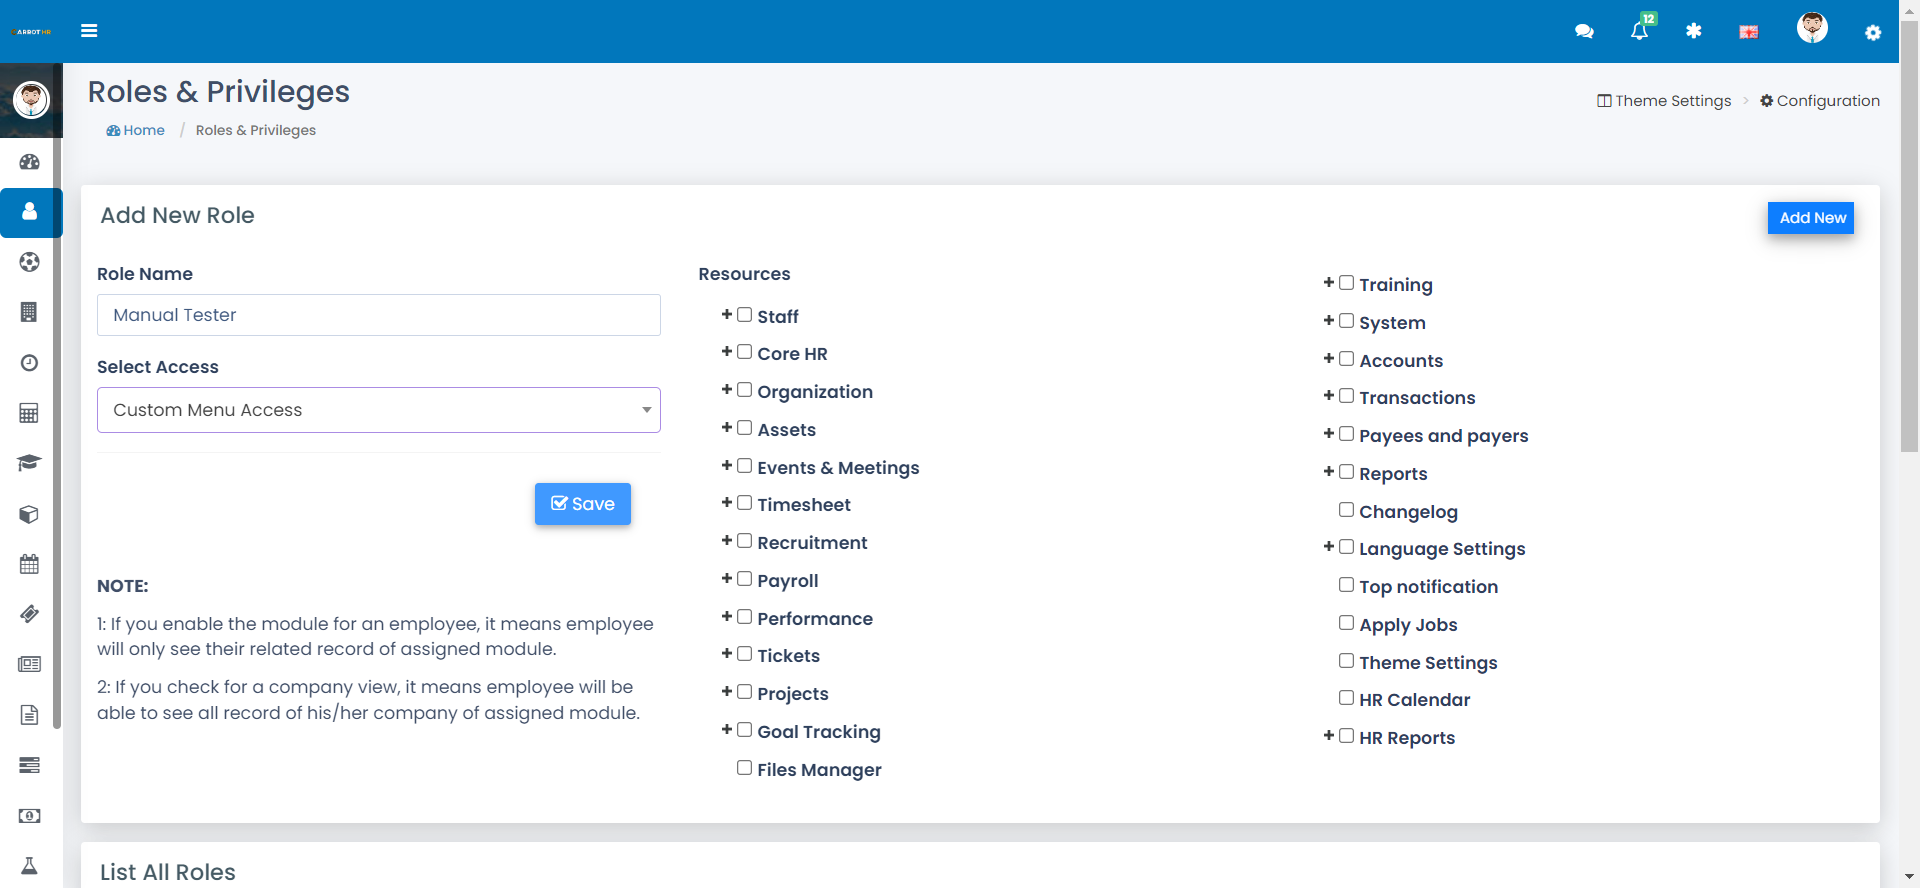 12
Roles & Privileges
Theme Settings > Configuration
Home / Roles & Privileges
Add New Role
Add New
Role Name
Manual Tester
Select Access
Custom Menu Access
Save
NOTE:
1: If you enable the module for an employee, it means employee
will only see their related record of assigned module.
2: If you check for a company view, it means employee will be
able to see all record of his/her company of assigned module.
Resources
+ Staff
+ Core HR
+ Organization
+ Assets
+ Events & Meetings
+ Timesheet
+ Recruitment
+ Payroll
+ Performance
+ Tickets
+ Projects
+ Goal Tracking
Files Manager
+ Training
+ System
+ Accounts
+ Transactions
+ Payees and payers
+ Reports
Changelog
+ Language Settings
Top notification
Apply Jobs
Theme Settings
HR Calendar
+ HR Reports
List All Roles